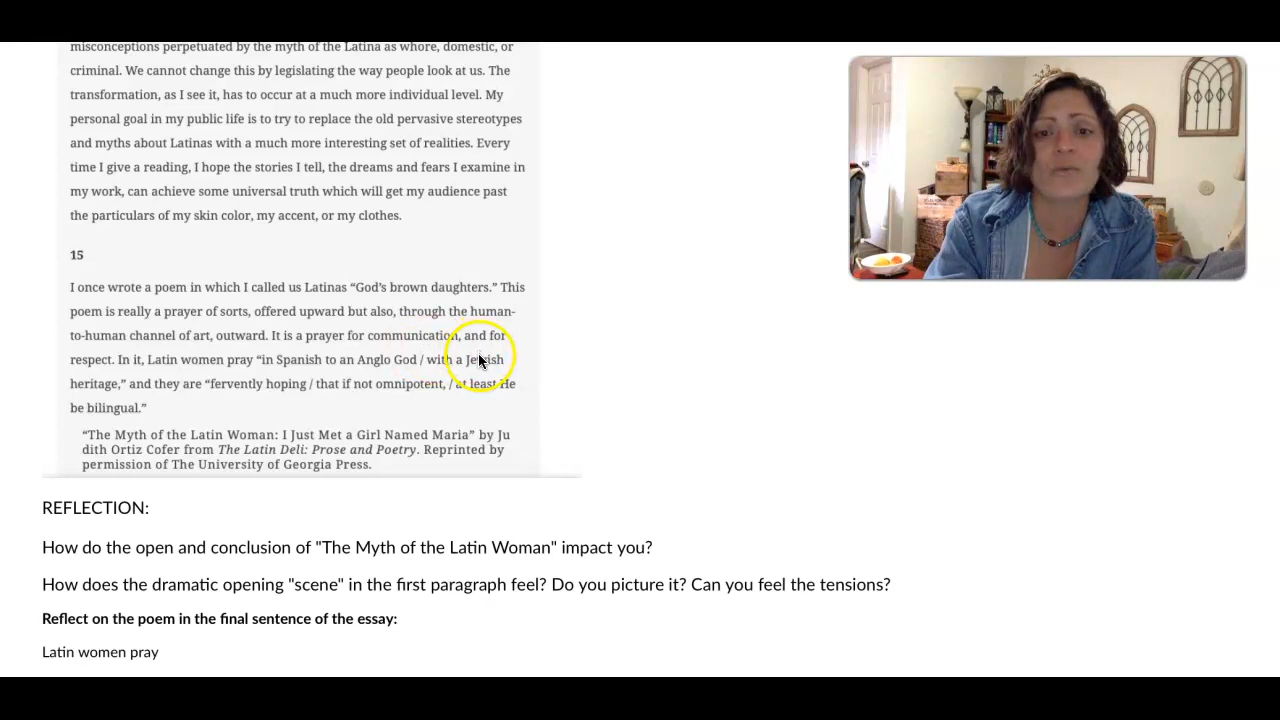 misconceptions perpetuated by the myth of the Latina as whore, domestic, or
criminal. We cannot change this by legislating the way people look at us. The
transformation, as I see it, has to occur at a much more individual level. My
personal goal in my public life is to try to replace the old pervasive stereotypes
and myths about Latinas with a much more interesting set of realities. Every
time I give a reading, I hope the stories I tell, the dreams and fears I examine in
my work, can achieve some universal truth which will get my audience past
the particulars of my skin color, my accent, or my clothes.
15
I once wrote a poem in which I called us Latinas “God’s brown daughters.” This
poem is really a prayer of sorts, offered upward but also, through the human-
to-human channel of art, outward. It is a prayer for communication, and for
respect. In it, Latin women pray “in Spanish to an Anglo God / with a Jewish
heritage,” and they are “fervently hoping / that if not omnipotent, / at least He
be bilingual.”
“The Myth of the Latin Woman: I Just Met a Girl Named Maria” by Ju
dith Ortiz Cofer from The Latin Deli: Prose and Poetry. Reprinted by
permission of The University of Georgia Press.
REFLECTION:
How do the open and conclusion of "The Myth of the Latin Woman" impact you?
How does the dramatic opening "scene" in the first paragraph feel? Do you picture it? Can you feel the tensions?
Reflect on the poem in the final sentence of the essay:
Latin women pray